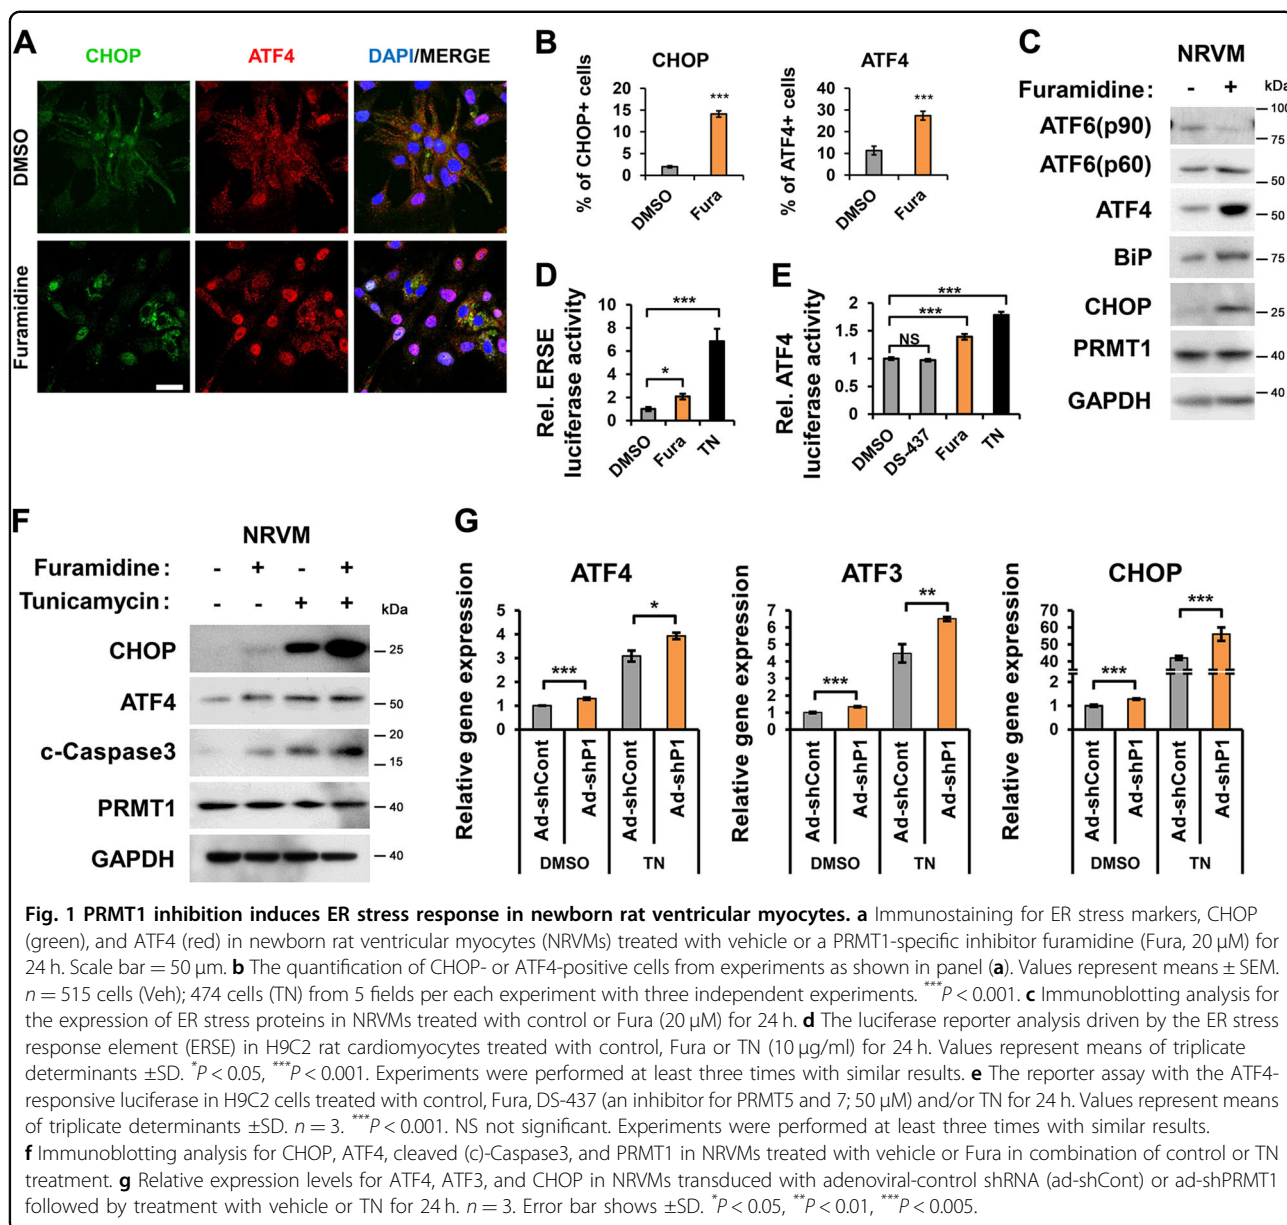 A
CHOP
ATF4
DAPI/MERGE
DMSO
Furamidine
B
CHOP
% of CHOP+ cells
20
15
10
5
0
***
DMSO
Fura
ATF4
% of ATF4+ cells
40
30
20
10
0
***
DMSO
Fura
C
NRVM
Furamidine: - + kDa
ATF6(p90)
100
75
ATF6(p60)
50
ATF4
50
BiP
75
CHOP
25
PRMT1
40
GAPDH
40
D
Rel. ERSE
luciferase activity
10
8
6
4
2
0
*
***
DMSO
Fura
TN
E
Rel. ATF4
luciferase activity
2
1.5
1
0.5
0
NS
***
***
DMSO
DS-437
Fura
TN
F
NRVM
Furamidine: - + - +
Tunicamycin: - - + + kDa
CHOP
25
ATF4
50
c-Caspase3
20
15
PRMT1
40
GAPDH
40
G
ATF4
Relative gene expression
5
4
3
2
1
0
***
*
Ad-shCont
Ad-shP1
Ad-shCont
Ad-shP1
DMSO
TN
ATF3
Relative gene expression
7
6
5
4
3
2
1
0
***
**
Ad-shCont
Ad-shP1
Ad-shCont
Ad-shP1
DMSO
TN
CHOP
Relative gene expression
70
60
50
40
2
1
0
***
***
Ad-shCont
Ad-shP1
Ad-shCont
Ad-shP1
DMSO
TN
Fig. 1 PRMT1 inhibition induces ER stress response in newborn rat ventricular myocytes. a Immunostaining for ER stress markers, CHOP
(green), and ATF4 (red) in newborn rat ventricular myocytes (NRVMs) treated with vehicle or a PRMT1-specific inhibitor furamidine (Fura, 20 µM) for
24 h. Scale bar = 50 µm. b The quantification of CHOP- or ATF4-positive cells from experiments as shown in panel (a). Values represent means ± SEM.
n = 515 cells (Veh); 474 cells (TN) from 5 fields per each experiment with three independent experiments. ***P < 0.001. c Immunoblotting analysis for
the expression of ER stress proteins in NRVMs treated with control or Fura (20 µM) for 24 h. d The luciferase reporter analysis driven by the ER stress
response element (ERSE) in H9C2 rat cardiomyocytes treated with control, Fura or TN (10 µg/ml) for 24 h. Values represent means of triplicate
determinants ±SD. *P < 0.05, ***P < 0.001. Experiments were performed at least three times with similar results. e The reporter assay with the ATF4-
responsive luciferase in H9C2 cells treated with control, Fura, DS-437 (an inhibitor for PRMT5 and 7; 50 µM) and/or TN for 24 h. Values represent means
of triplicate determinants ±SD. n = 3. ***P < 0.001. NS not significant. Experiments were performed at least three times with similar results.
f Immunoblotting analysis for CHOP, ATF4, cleaved (c)-Caspase3, and PRMT1 in NRVMs treated with vehicle or Fura in combination of control or TN
treatment. g Relative expression levels for ATF4, ATF3, and CHOP in NRVMs transduced with adenoviral-control shRNA (ad-shCont) or ad-shPRMT1
followed by treatment with vehicle or TN for 24 h. n = 3. Error bar shows ±SD. *P < 0.05, **P < 0.01, ***P < 0.005.